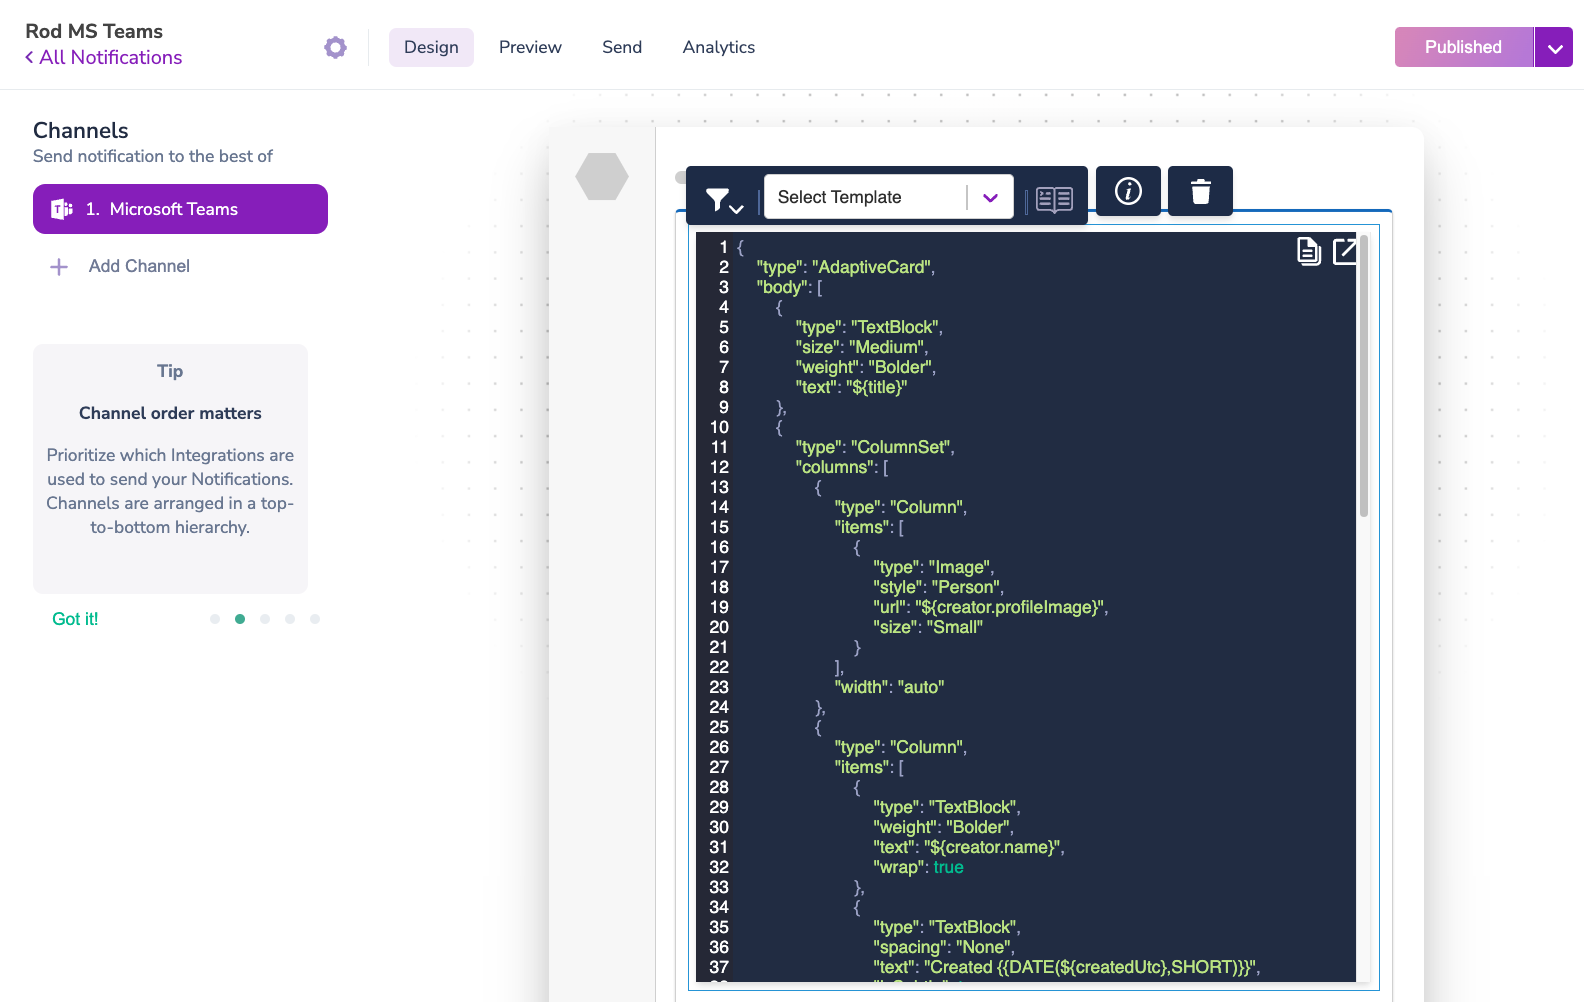 Rod MS Teams
All Notifications
Design
Preview
Send
Analytics
Published
Channels
Send notification to the best of
1. Microsoft Teams
Add Channel
Tip
Channel order matters
Prioritize which Integrations are
used to send your Notifications.
Channels are arranged in a top-
to-bottom hierarchy.
Got it!
Select Template
1 {
2 "type": "AdaptiveCard",
3 "body": [
4 {
5 "type": "TextBlock",
6 "size": "Medium",
7 "weight": "Bolder",
8 "text": "${title}"
9 },
10 {
11 "type": "ColumnSet",
12 "columns": [
13 {
14 "type": "Column",
15 "items": [
16 {
17 "type": "Image",
18 "style": "Person",
19 "url": "${creator.profileImage}",
20 "size": "Small"
21 }
22 ],
23 "width": "auto"
24 },
25 {
26 "type": "Column",
27 "items": [
28 {
29 "type": "TextBlock",
30 "weight": "Bolder",
31 "text": "${creator.name}",
32 "wrap": true
33 },
34 {
35 "type": "TextBlock",
36 "spacing": "None",
37 "text": "Created {{DATE(${createdUtc},SHORT)}}",